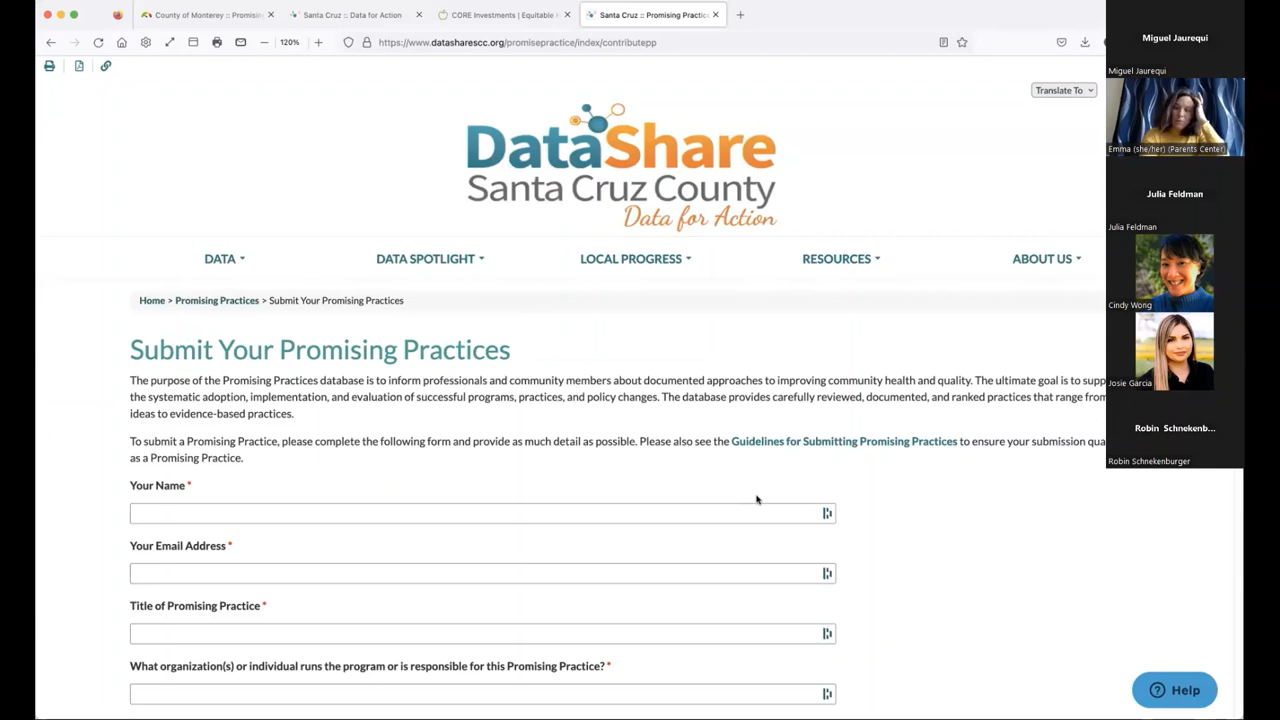 County of Monterey :: Promising
Santa Cruz :: Data for Action
CORE Investments | Equitable H
Santa Cruz :: Promising Practic
120%
https://www.datasharescc.org/promisepractice/index/contributepp
Translate To
DataShare
Santa Cruz County
Data for Action
DATA
DATA SPOTLIGHT
LOCAL PROGRESS
RESOURCES
ABOUT US
Home > Promising Practices > Submit Your Promising Practices
Submit Your Promising Practices
The purpose of the Promising Practices database is to inform professionals and community members about documented approaches to improving community health and quality. The ultimate goal is to supp
the systematic adoption, implementation, and evaluation of successful programs, practices, and policy changes. The database provides carefully reviewed, documented, and ranked practices that range from
ideas to evidence-based practices.
To submit a Promising Practice, please complete the following form and provide as much detail as possible. Please also see the Guidelines for Submitting Promising Practices to ensure your submission qua
as a Promising Practice.
Your Name *
Your Email Address *
Title of Promising Practice *
What organization(s) or individual runs the program or is responsible for this Promising Practice? *
Help
Miguel Jaurequi
Miguel Jaurequi
Emma (she/her) (Parents Center)
Julia Feldman
Julia Feldman
Cindy Wong
Josie Garcia
Robin Schnekenb...
Robin Schnekenburger